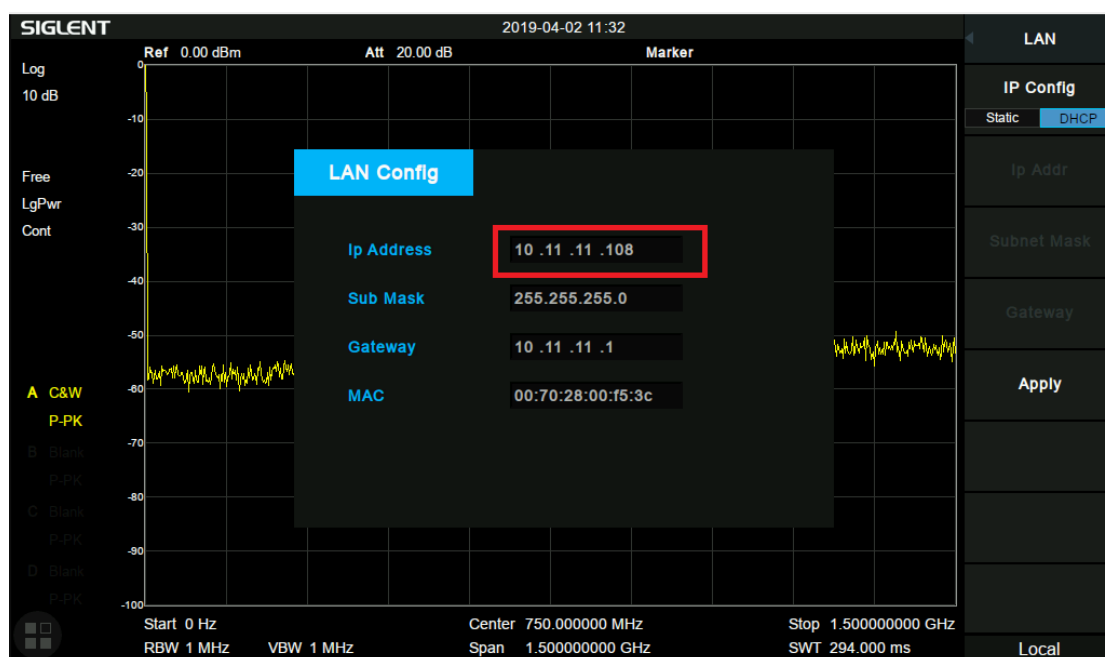 SIGLENT 2019-04-02 11:32
LAN
Ref 0.00 dBm Att 20.00 dB Marker
Log
10 dB
Free
LgPwr
Cont
A C&W
P-PK
B Blank
P-PK
C Blank
P-PK
D Blank
P-PK
0
-10
-20
-30
-40
-50
-60
-70
-80
-90
-100
LAN Config
Ip Address 10 .11 .11 .108
Sub Mask 255.255.255.0
Gateway 10 .11 .11 .1
MAC 00:70:28:00:f5:3c
IP Config
Static DHCP
Ip Addr
Subnet Mask
Gateway
Apply
Start 0 Hz Center 750.000000 MHz Stop 1.500000000 GHz
RBW 1 MHz VBW 1 MHz Span 1.500000000 GHz SWT 294.000 ms
Local